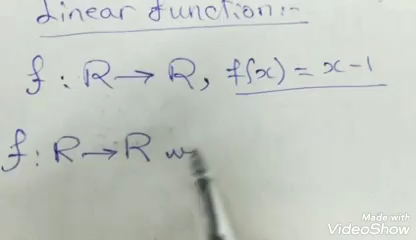 Linear function:-
f : R → R, f(x) = x-1
f : R → R w
Made With
VideoShow